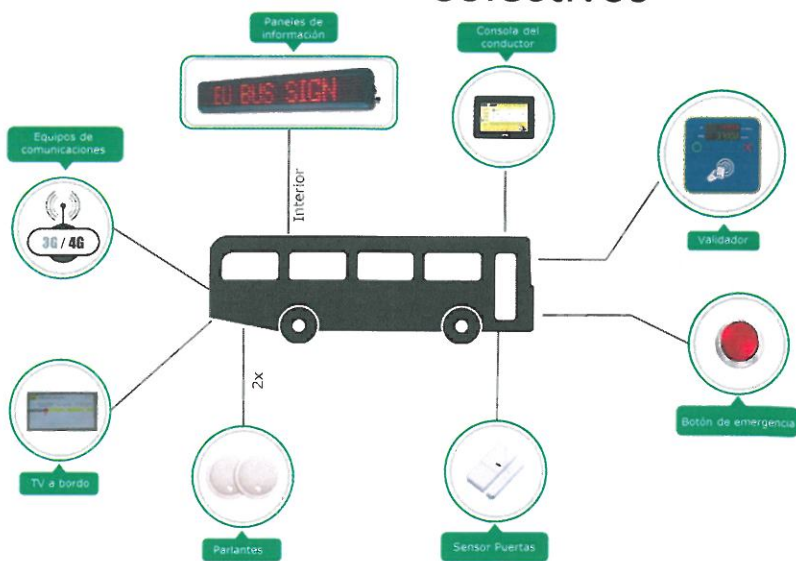 Colectivos
Paneles de
información
EU BUS SIGN
Consola del
conductor
Equipos de
comunicaciones
3G / 4G
Interior
Validador
2x
Botón de emergencia
TV a bordo
Parlantes
Sensor Puertas